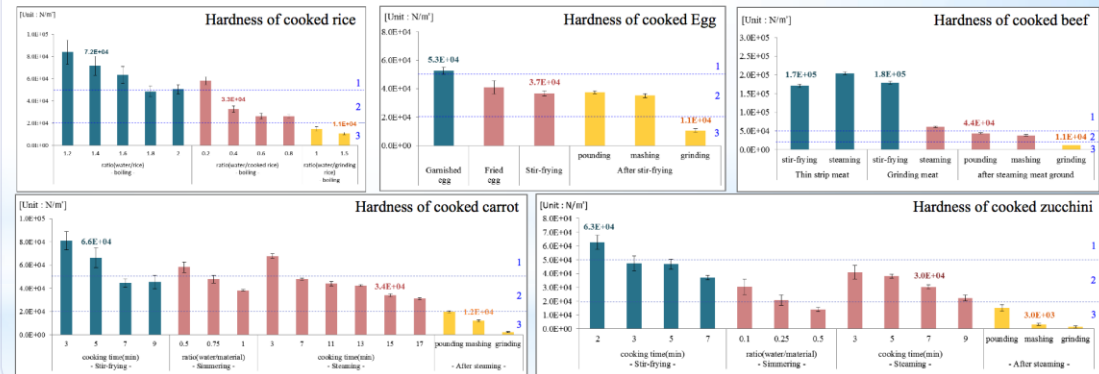 [Unit : N/m²]
Hardness of cooked rice
1.0E+05
8.0E+04
6.0E+04
4.0E+04
2.0E+04
0.0E+00
7.2E+04
3.3E+04
1.1E+04
1
2
3
1.2 1.4 1.6 1.8 2 0.2 0.4 0.6 0.8 1 1.5
ratio(water/rice)
boiling
ratio(water/cooked rice)
boiling
ratio(water/grinding
rice)
boiling
[Unit : N/m²]
Hardness of cooked Egg
8.0E+04
6.0E+04
4.0E+04
2.0E+04
0.0E+00
5.3E+04
3.7E+04
1.1E+04
1
2
3
Garnished
egg
Fried
egg
Stir-frying
pounding mashing grinding
After stir-frying
[Unit : N/m²]
Hardness of cooked beef
3.0E+05
2.5E+05
2.0E+05
1.5E+05
1.0E+05
5.0E+04
0.0E+00
1.7E+05
1.8E+05
4.4E+04
1.1E+04
1
2
3
stir-frying steaming stir-frying steaming pounding mashing grinding
Thin strip meat Grinding meat after steaming meat ground
[Unit : N/m²]
Hardness of cooked carrot
1.0E+05
8.0E+04
6.0E+04
4.0E+04
2.0E+04
0.0E+00
6.6E+04
3.4E+04
1.2E+04
1
2
3
3 5 7 9 0.5 0.75 1 3 7 11 13 15 17 pounding mashing grinding
cooking time(min) ratio(water/material) cooking time(min)
- Stir-frying - - Simmering - - Steaming - - After steaming -
[Unit : N/m²]
Hardness of cooked zucchini
8.0E+04
7.0E+04
6.0E+04
5.0E+04
4.0E+04
3.0E+04
2.0E+04
1.0E+04
0.0E+00
6.3E+04
3.0E+04
3.0E+03
1
2
3
2 3 5 7 0.1 0.25 0.5 3 5 7 9 pounding mashing grinding
cooking time(min) ratio(water/material) cooking time(min)
- Stir-frying - - Simmering - - Steaming - - After steaming -